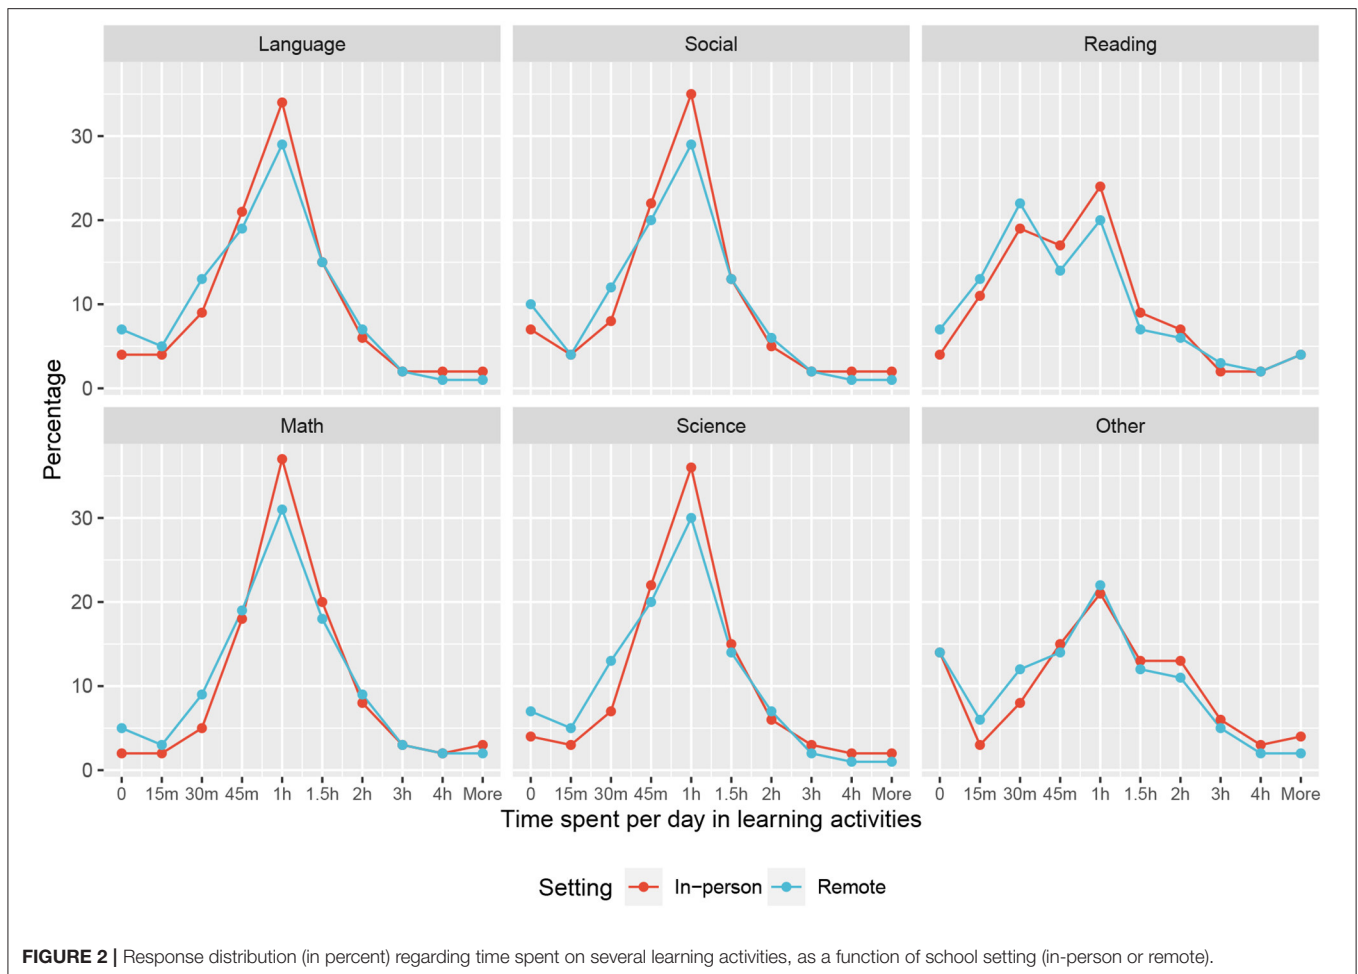 Language Social Reading
30
20
10
0
Percentage
Math Science Other
30
20
10
0
0 15m 30m 45m 1h 1.5h 2h 3h 4h More 0 15m 30m 45m 1h 1.5h 2h 3h 4h More 0 15m 30m 45m 1h 1.5h 2h 3h 4h More
Time spent per day in learning activities
Setting In−person Remote
FIGURE 2 | Response distribution (in percent) regarding time spent on several learning activities, as a function of school setting (in-person or remote).